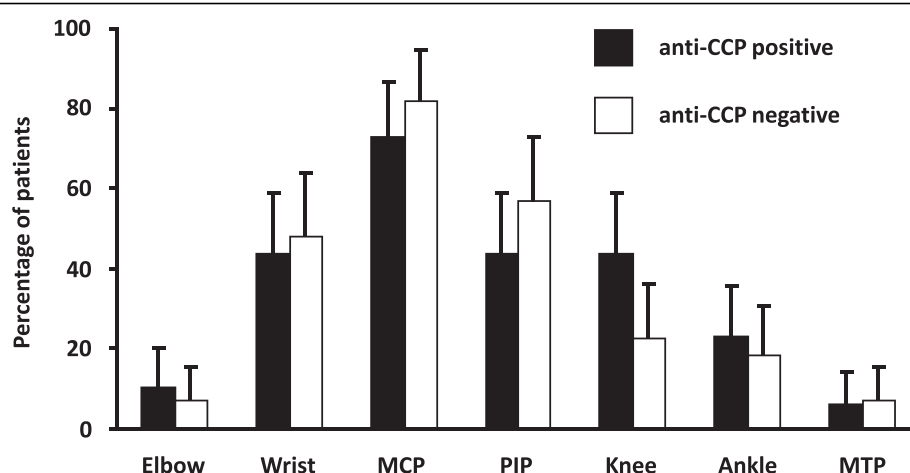 100
80
60
40
20
0
Percentage of patients
anti-CCP positive
anti-CCP negative
Elbow Wrist MCP PIP Knee Ankle MTP